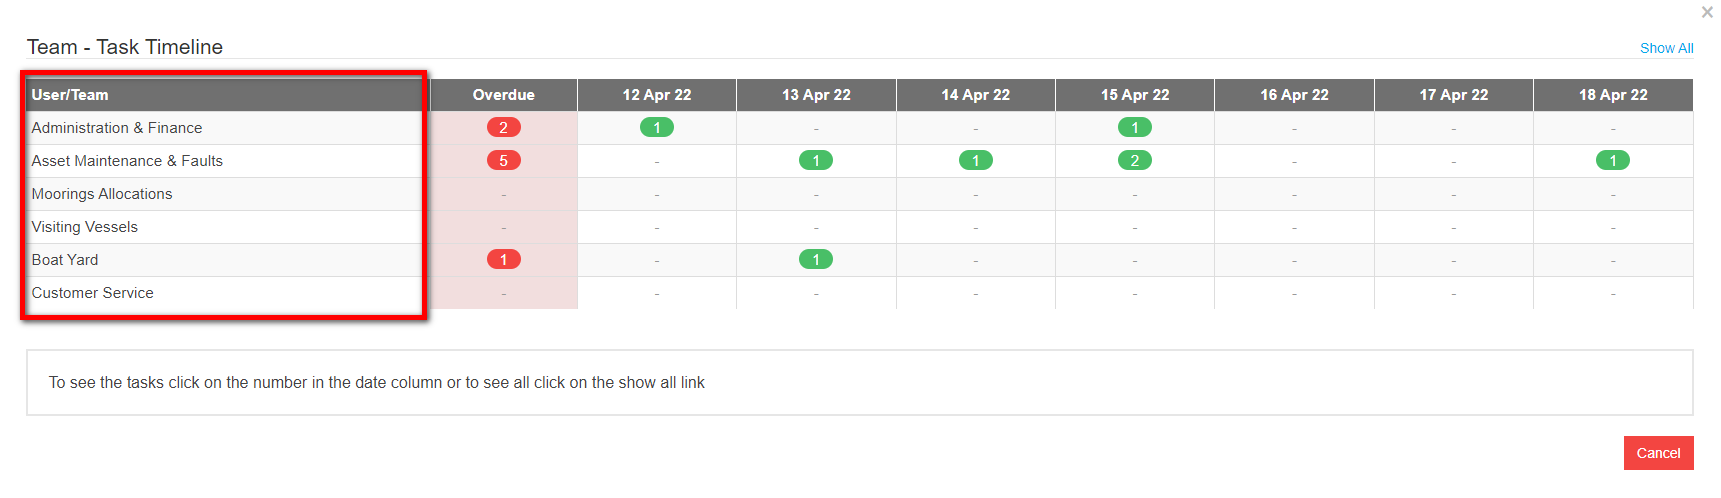 ×
Team - Task Timeline Show All
User/Team Overdue 12 Apr 22 13 Apr 22 14 Apr 22 15 Apr 22 16 Apr 22 17 Apr 22 18 Apr 22
Administration & Finance 2 1 - - 1 - - -
Asset Maintenance & Faults 5 - 1 1 2 - - 1
Moorings Allocations - - - - - - - -
Visiting Vessels - - - - - - - -
Boat Yard 1 - 1 - - - - -
Customer Service - - - - - - - -
To see the tasks click on the number in the date column or to see all click on the show all link
Cancel